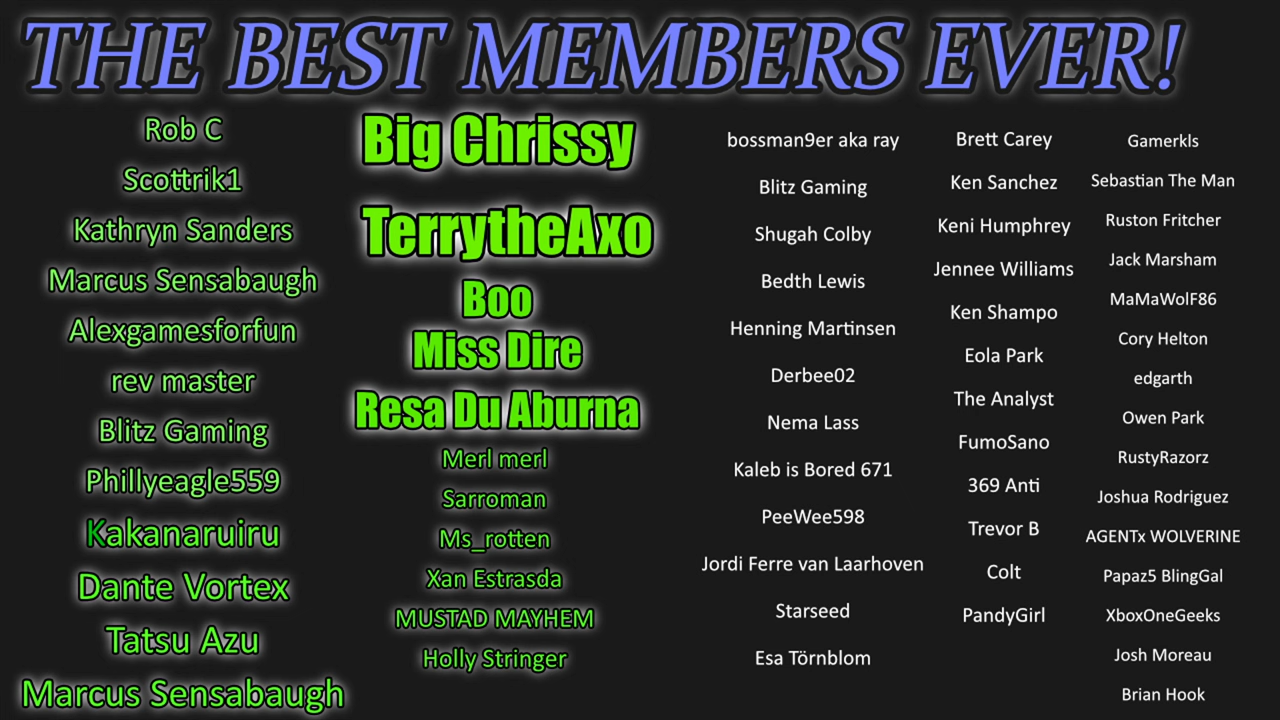 THE BEST MEMBERS EVER!
Rob C
Scottrik1
Kathryn Sanders
Marcus Sensabaugh
Alexgamesforfun
rev master
Blitz Gaming
Phillyeagle559
Kakanaruiru
Dante Vortex
Tatsu Azu
Marcus Sensabaugh
Big Chrissy
TerrytheAxo
Boo
Miss Dire
Resa Du Aburna
Merl merl
Sarroman
Ms_rotten
Xan Estrasda
MUSTAD MAYHEM
Holly Stringer
bossman9er aka ray
Blitz Gaming
Shugah Colby
Bedth Lewis
Henning Martinsen
Derbee02
Nema Lass
Kaleb is Bored 671
PeeWee598
Jordi Ferre van Laarhoven
Starseed
Esa Törnblom
Brett Carey
Ken Sanchez
Keni Humphrey
Jennee Williams
Ken Shampo
Eola Park
The Analyst
FumoSano
369 Anti
Trevor B
Colt
PandyGirl
Gamerkls
Sebastian The Man
Ruston Fritcher
Jack Marsham
MaMaWolF86
Cory Helton
edgarth
Owen Park
RustyRazorz
Joshua Rodriguez
AGENTx WOLVERINE
Papaz5 BlingGal
XboxOneGeeks
Josh Moreau
Brian Hook